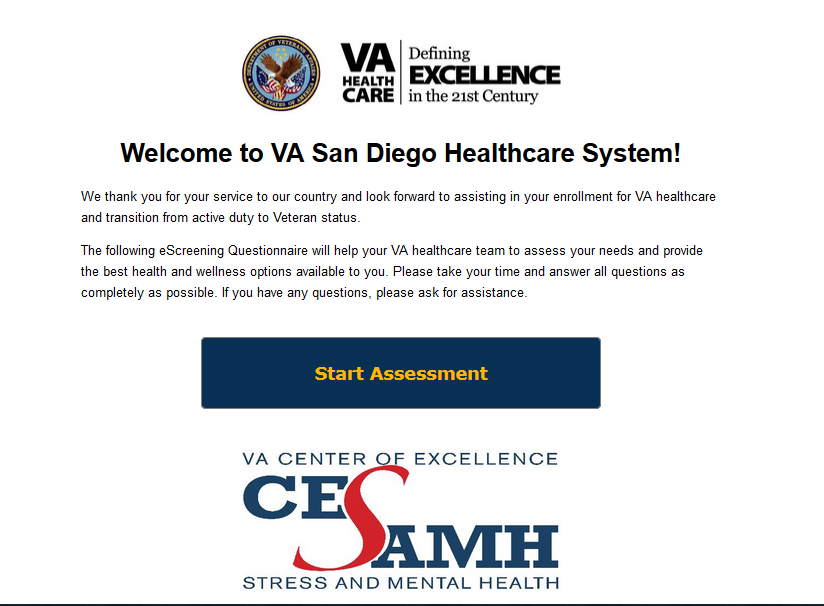 DEPARTMENT OF VETERANS AFFAIRS
UNITED STATES OF AMERICA
VA
HEALTH
CARE
Defining
EXCELLENCE
in the 21st Century
Welcome to VA San Diego Healthcare System!
We thank you for your service to our country and look forward to assisting in your enrollment for VA healthcare
and transition from active duty to Veteran status.
The following eScreening Questionnaire will help your VA healthcare team to assess your needs and provide
the best health and wellness options available to you. Please take your time and answer all questions as
completely as possible. If you have any questions, please ask for assistance.
Start Assessment
VA CENTER OF EXCELLENCE
CESAMH
STRESS AND MENTAL HEALTH